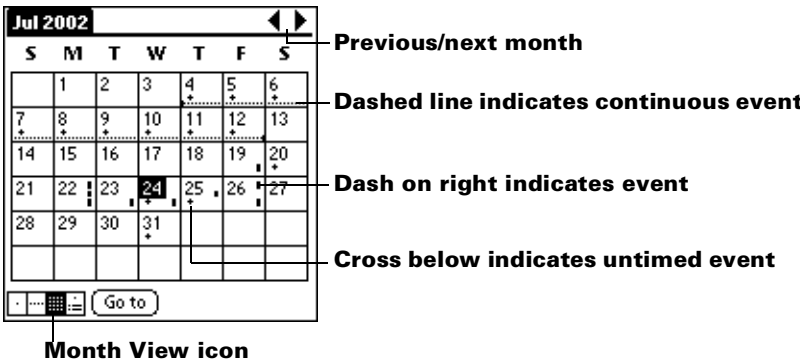 Jul 2002
Previous/next month
S M T W T F S
1 2 3 4 5 6
Dashed line indicates continuous event
7 8 9 10 11 12 13
14 15 16 17 18 19 20
21 22 23 24 25 26 27
Dash on right indicates event
28 29 30 31
Cross below indicates untimed event
Go to
Month View icon